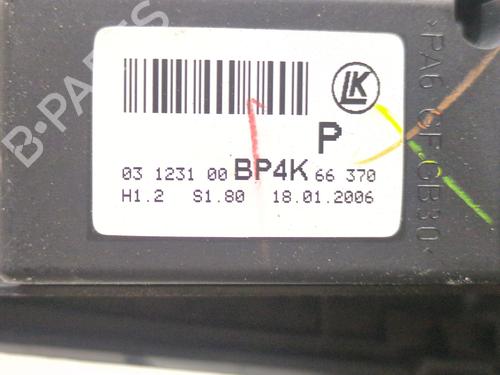 LK
P
03 1231 00 BP4K 66 370
H1.2 S1.80 18.01.2006
>PA6 GF GB30<
B-PARTS